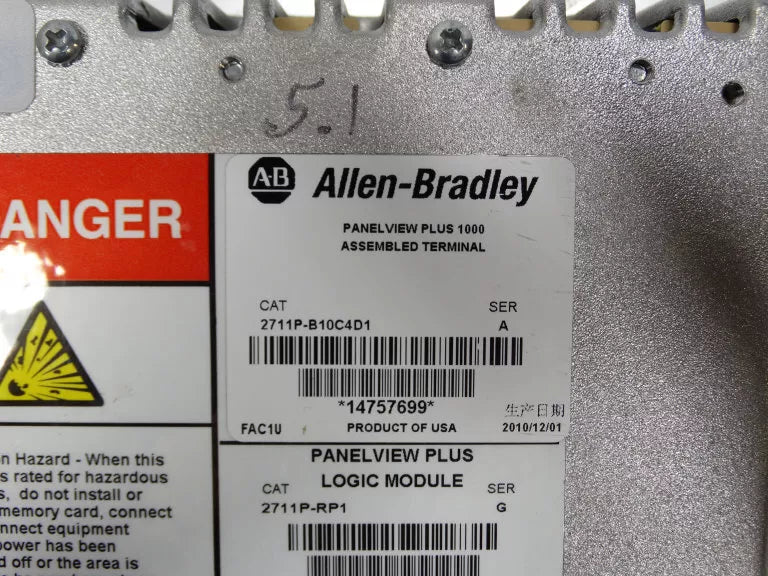 5.1
ANGER
A-B Allen-Bradley
PANELVIEW PLUS 1000
ASSEMBLED TERMINAL
CAT SER
2711P-B10C4D1 A
*14757699*
生产日期
FAC1U PRODUCT OF USA 2010/12/01
PANELVIEW PLUS
LOGIC MODULE
CAT SER
2711P-RP1 G
n Hazard - When this
s rated for hazardous
s, do not install or
memory card, connect
nnect equipment
power has been
d off or the area is